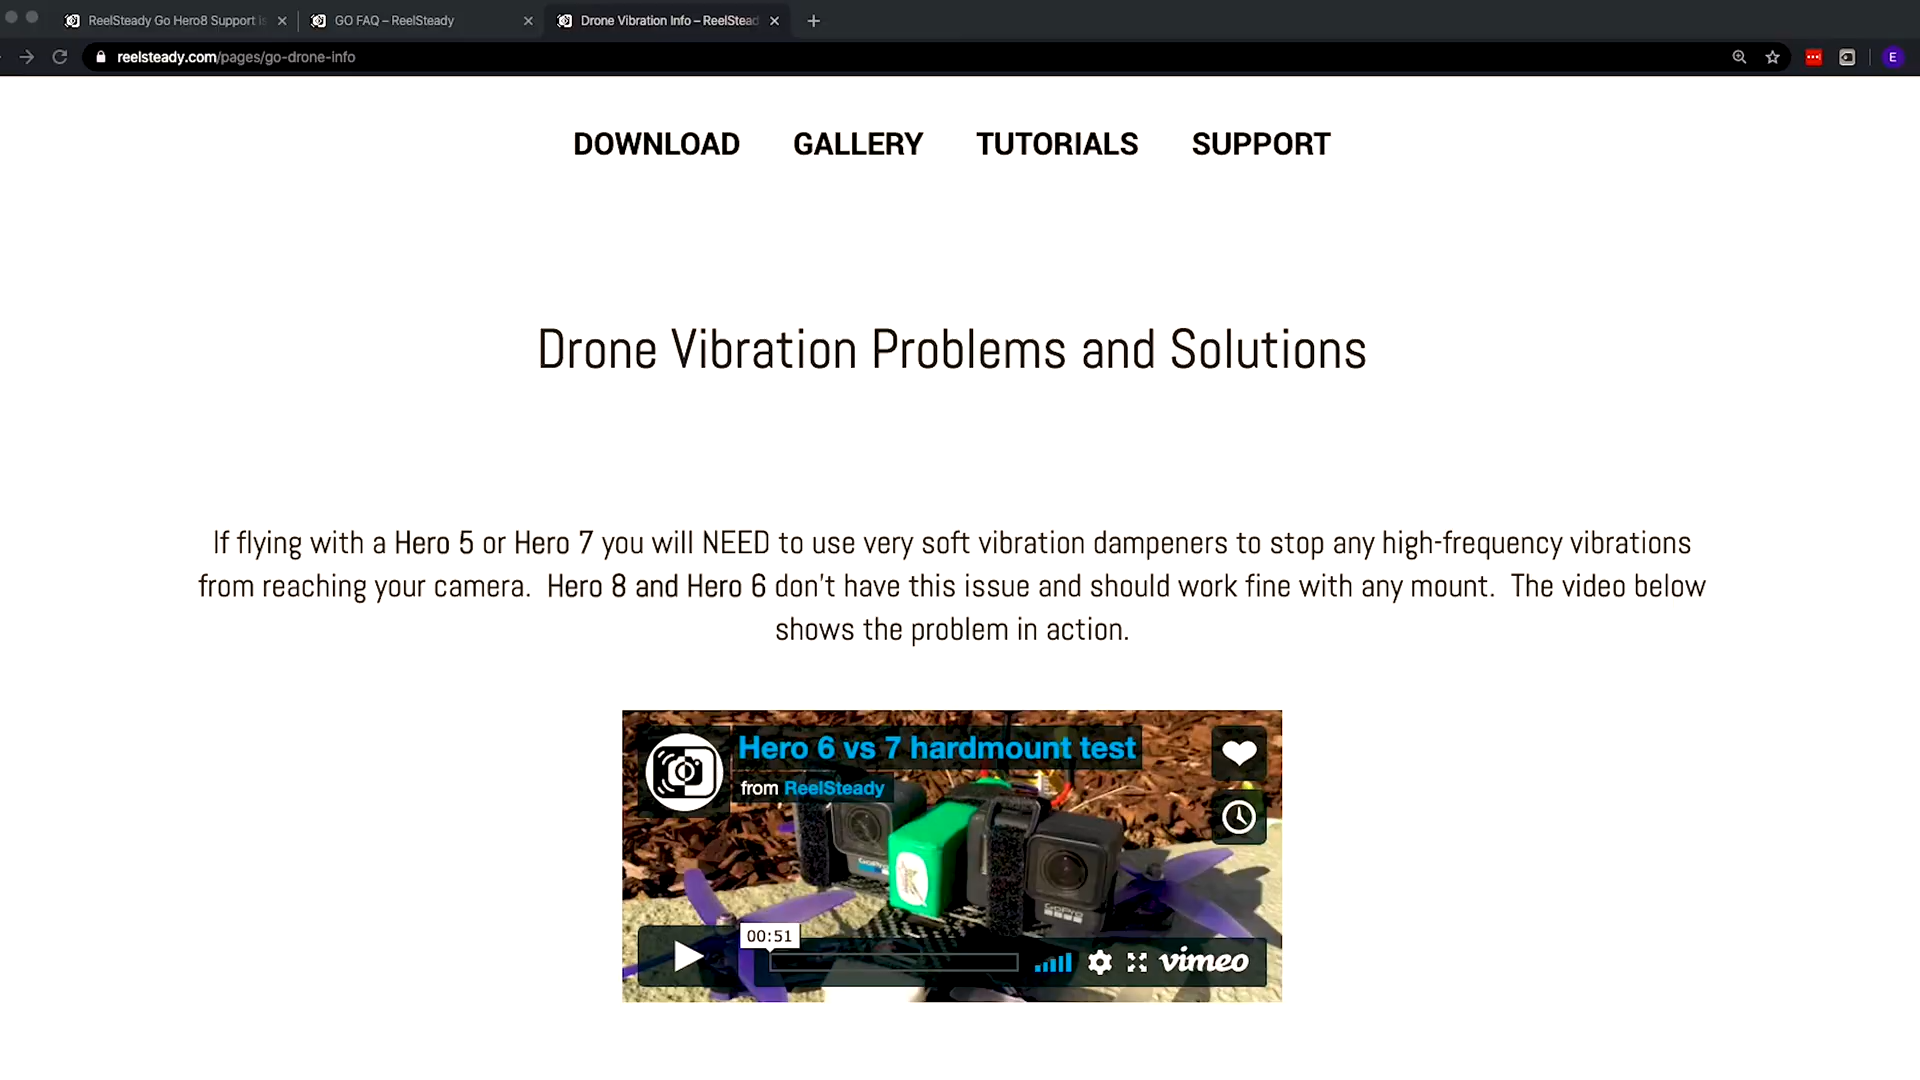 ReelSteady Go Hero8 Support is
GO FAQ – ReelSteady
Drone Vibration Info – ReelStead
reelsteady.com/pages/go-drone-info
E
DOWNLOAD GALLERY TUTORIALS SUPPORT
Drone Vibration Problems and Solutions
If flying with a Hero 5 or Hero 7 you will NEED to use very soft vibration dampeners to stop any high-frequency vibrations
from reaching your camera. Hero 8 and Hero 6 don't have this issue and should work fine with any mount. The video below
shows the problem in action.
Hero 6 vs 7 hardmount test
from ReelSteady
GoPro
GoPro
00:51
vimeo